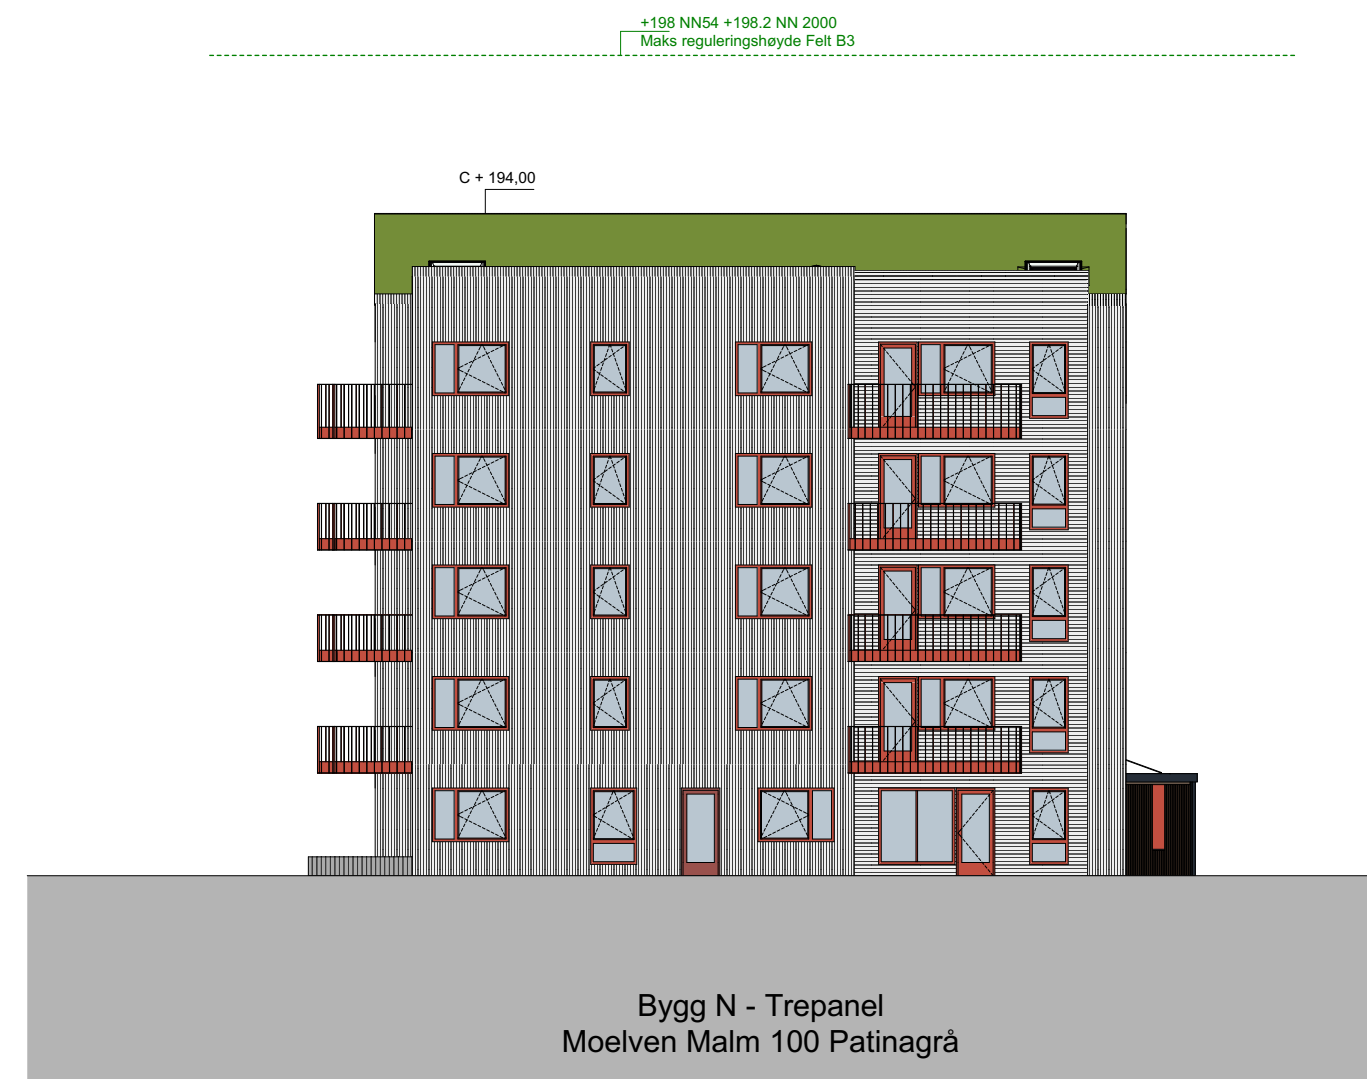 +198 NN54 +198.2 NN 2000
Maks reguleringshøyde Felt B3
C + 194,00
Bygg N - Trepanel
Moelven Malm 100 Patinagrå